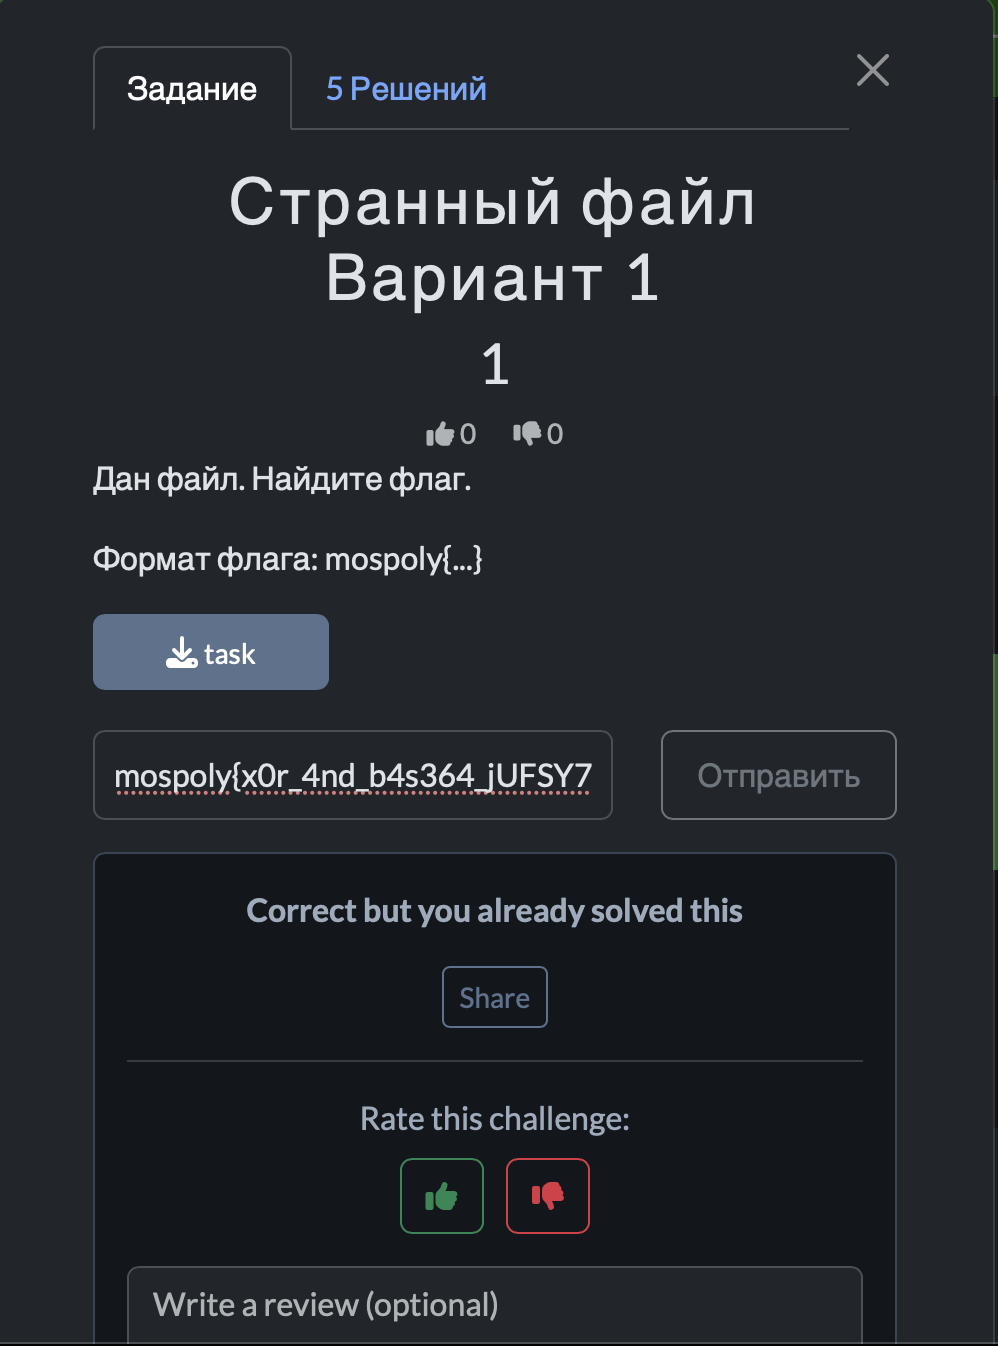 Задание
5 Решений
Странный файл
Вариант 1
1
0 0
Дан файл. Найдите флаг.
Формат флага: mospoly{...}
task
mospoly{x0r_4nd_b4s364_jUFSY7
Отправить
Correct but you already solved this
Share
Rate this challenge:
Write a review (optional)